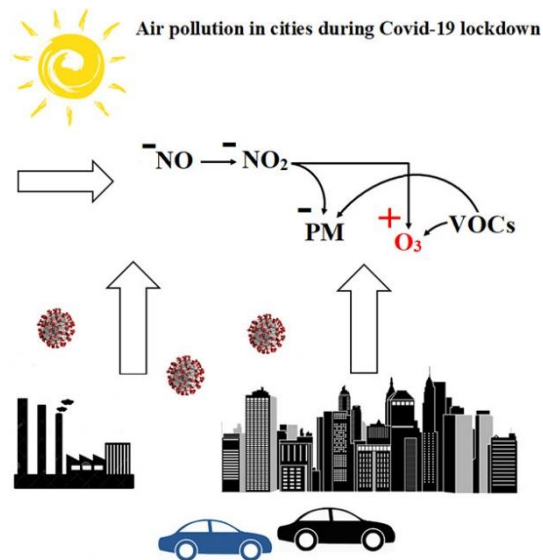 Air pollution in cities during Covid-19 lockdown
-NO → -NO₂
- PM + O₃ VOCs